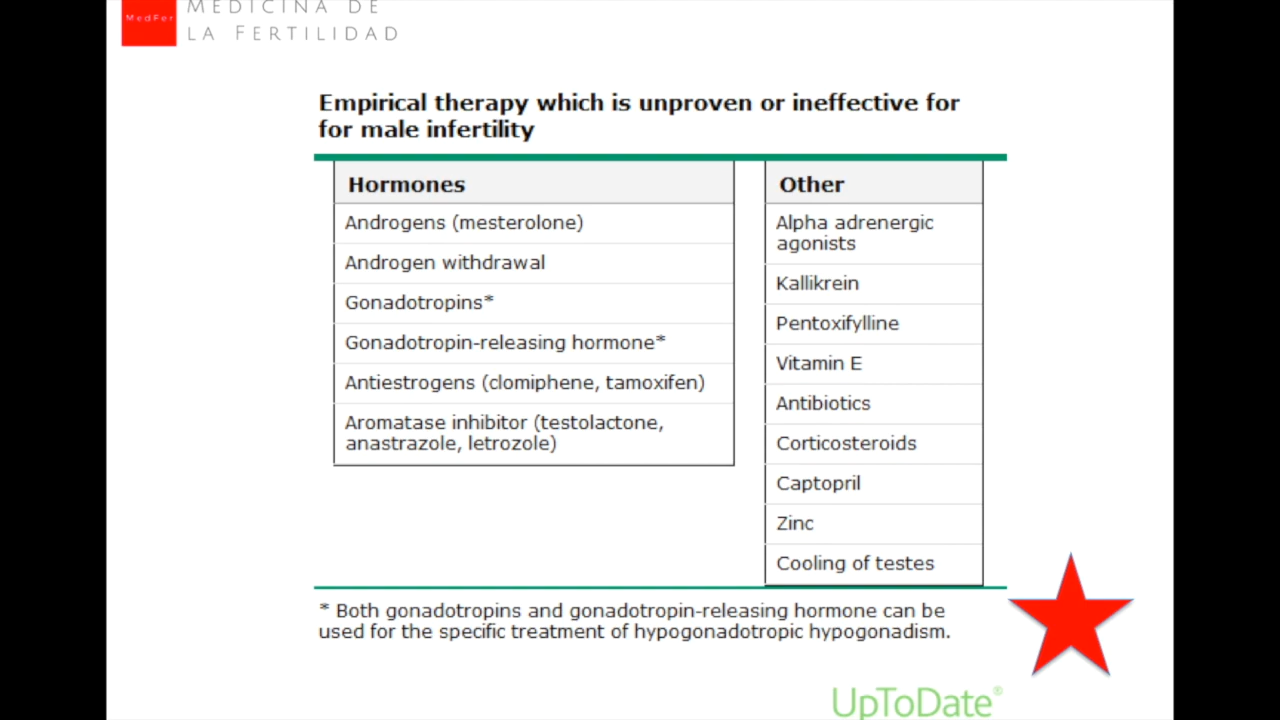 MedFer
MEDICINA DE
LA FERTILIDAD
Empirical therapy which is unproven or ineffective for
for male infertility
Hormones
Androgens (mesterolone)
Androgen withdrawal
Gonadotropins*
Gonadotropin-releasing hormone*
Antiestrogens (clomiphene, tamoxifen)
Aromatase inhibitor (testolactone,
anastrazole, letrozole)
Other
Alpha adrenergic
agonists
Kallikrein
Pentoxifylline
Vitamin E
Antibiotics
Corticosteroids
Captopril
Zinc
Cooling of testes
* Both gonadotropins and gonadotropin-releasing hormone can be
used for the specific treatment of hypogonadotropic hypogonadism.
UpToDate®